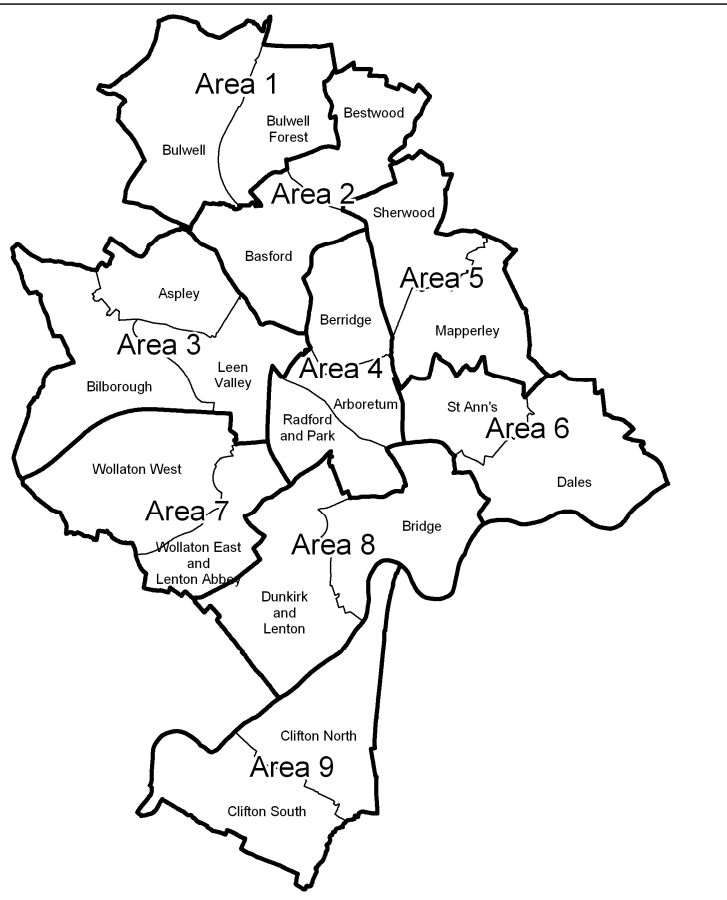 Area 1
Bestwood
Bulwell
Forest
Bulwell
Area 2
Sherwood
Basford
Area 5
Aspley
Berridge
Mapperley
Area 3
Leen
Valley
Area 4
Bilborough
Arboretum
St Ann's
Radford
and Park
Area 6
Wollaton West
Dales
Area 7
Bridge
Area 8
Wollaton East
and
Lenton Abbey
Dunkirk
and
Lenton
Clifton North
Area 9
Clifton South